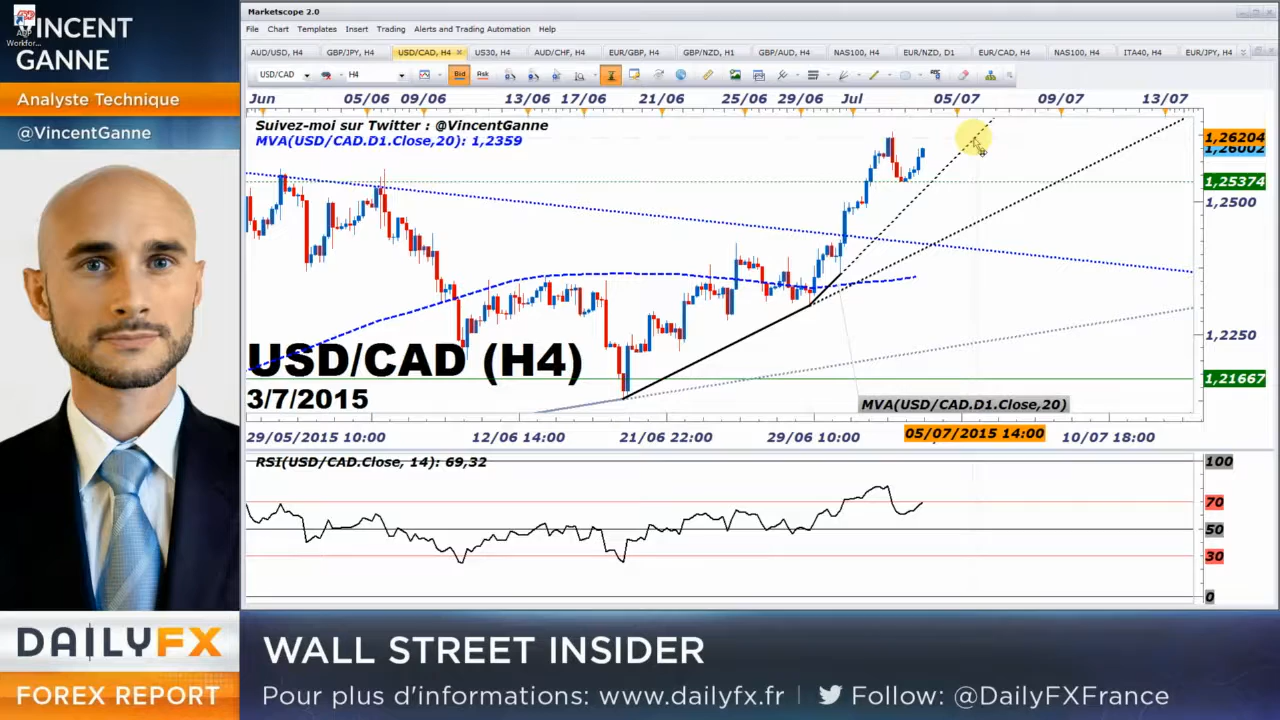 VINCENT
GANNE
Workfor...
Analyste Technique
@VincentGanne
Marketscope 2.0
File Chart Templates Insert Trading Alerts and Trading Automation Help
AUD/USD, H4 GBP/JPY, H4 USD/CAD, H4 US30, H4 AUD/CHF, H4 EUR/GBP, H4 GBP/NZD, H1 GBP/AUD, H4 NAS100, H4 EUR/NZD, D1 EUR/CAD, H4 NAS100, H4 ITA40, H4 EUR/JPY, H4
USD/CAD H4 Bid Ask
Jun 05/06 09/06 13/06 17/06 21/06 25/06 29/06 Jul 05/07 09/07 13/07
Suivez-moi sur Twitter : @VincentGanne
MVA(USD/CAD.D1.Close,20): 1,2359
1,26204
1,26002
1,25374
1,2500
1,2250
1,21667
USD/CAD (H4)
3/7/2015
MVA(USD/CAD.D1.Close,20)
29/05/2015 10:00 12/06 14:00 21/06 22:00 29/06 10:00 05/07/2015 14:00 10/07 18:00
RSI(USD/CAD.Close, 14): 69,32
100
70
50
30
0
DAILYFX
FOREX REPORT
WALL STREET INSIDER
Pour plus d'informations: www.dailyfx.fr | Follow: @DailyFXFrance